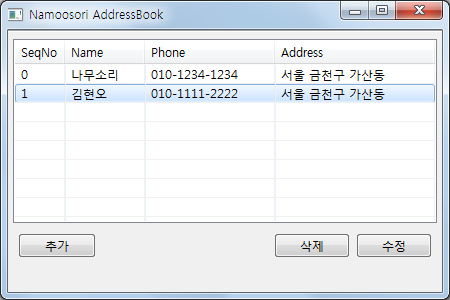 Namoosori AddressBook
SeqNo Name Phone Address
0 나무소리 010-1234-1234 서울 금천구 가산동
1 김현오 010-1111-2222 서울 금천구 가산동
추가 삭제 수정